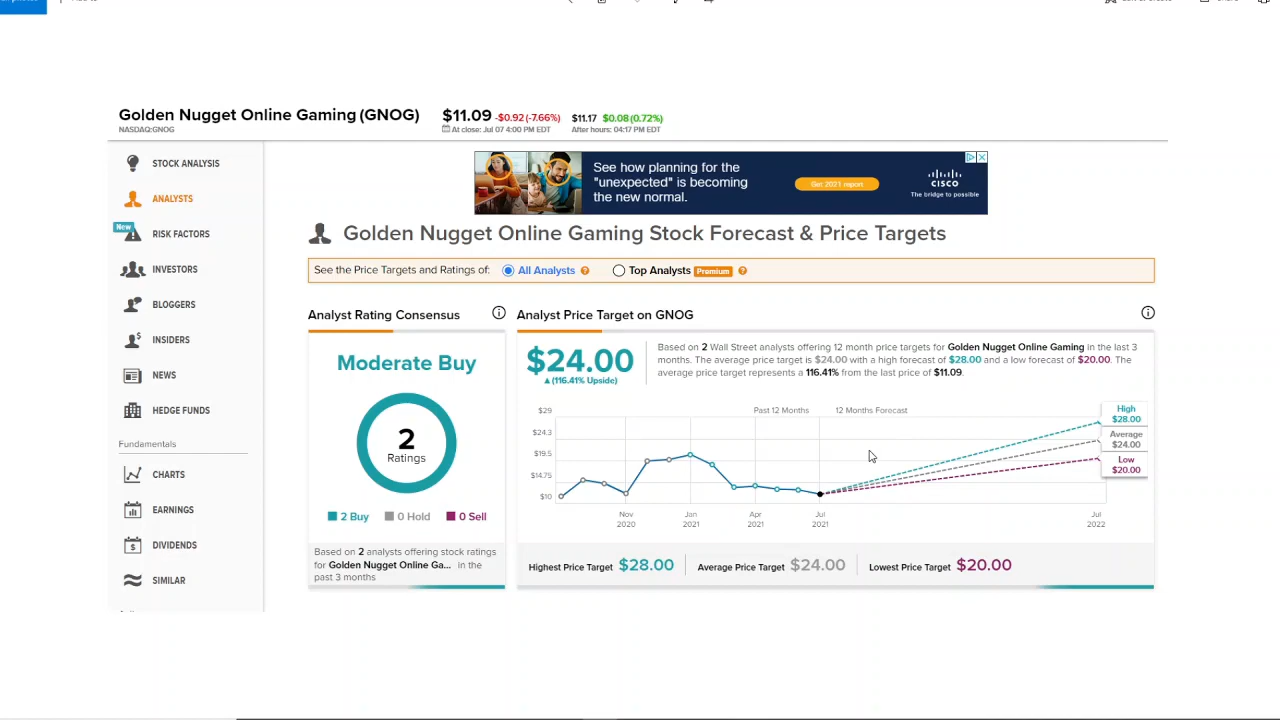 Golden Nugget Online Gaming (GNOG)
NASDAQ:GNOG
$11.09 -$0.92 (-7.66%)
At close: Jul 07 4:00 PM EDT
$11.17 $0.08 (0.72%)
After hours: 04:17 PM EDT
STOCK ANALYSIS
ANALYSTS
New
RISK FACTORS
INVESTORS
BLOGGERS
INSIDERS
NEWS
HEDGE FUNDS
Fundamentals
CHARTS
EARNINGS
DIVIDENDS
SIMILAR
See how planning for the
"unexpected" is becoming
the new normal.
Get 2021 report
CISCO
The bridge to possible
Golden Nugget Online Gaming Stock Forecast & Price Targets
See the Price Targets and Ratings of: All Analysts ? Top Analysts Premium ?
Analyst Rating Consensus
Moderate Buy
2
Ratings
2 Buy 0 Hold 0 Sell
Based on 2 analysts offering stock ratings
for Golden Nugget Online Ga... in the
past 3 months
Analyst Price Target on GNOG
$24.00
▲(116.41% Upside)
Based on 2 Wall Street analysts offering 12 month price targets for Golden Nugget Online Gaming in the last 3
months. The average price target is $24.00 with a high forecast of $28.00 and a low forecast of $20.00. The
average price target represents a 116.41% from the last price of $11.09.
Past 12 Months 12 Months Forecast
$29
$24.3
$19.5
$14.75
$10
High
$28.00
Average
$24.00
Low
$20.00
Nov
2020
Jan
2021
Apr
2021
Jul
2021
Jul
2022
Highest Price Target $28.00 Average Price Target $24.00 Lowest Price Target $20.00